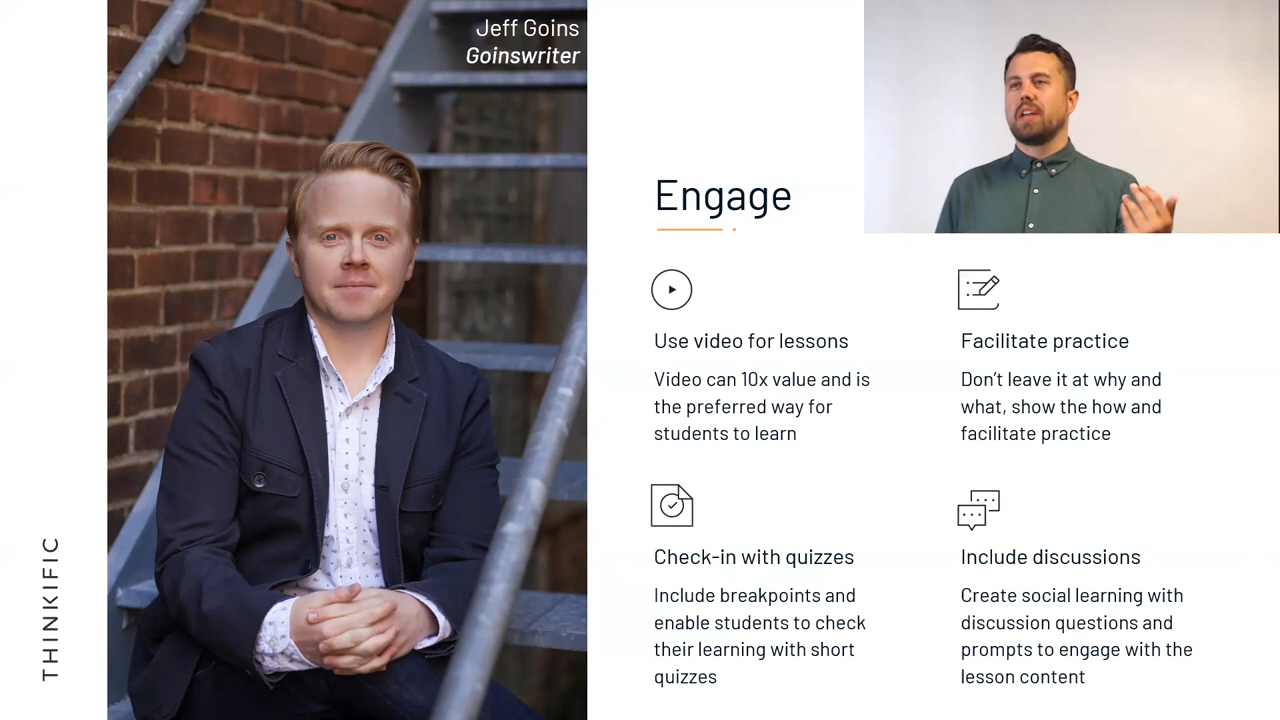 Jeff Goins
Goinswriter
THINKIFIC
Engage
Use video for lessons
Video can 10x value and is
the preferred way for
students to learn
Facilitate practice
Don’t leave it at why and
what, show the how and
facilitate practice
Check-in with quizzes
Include breakpoints and
enable students to check
their learning with short
quizzes
Include discussions
Create social learning with
discussion questions and
prompts to engage with the
lesson content